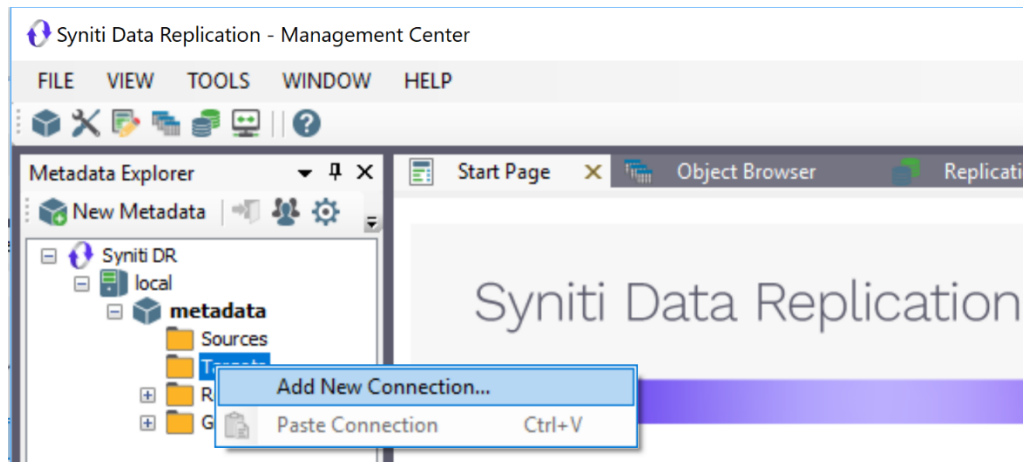 Syniti Data Replication - Management Center
FILE VIEW TOOLS WINDOW HELP
Metadata Explorer
Start Page
Object Browser
Replicati
New Metadata
Syniti DR
local
metadata
Syniti Data Replication
Sources
Add New Connection...
R
G
Paste Connection Ctrl+V